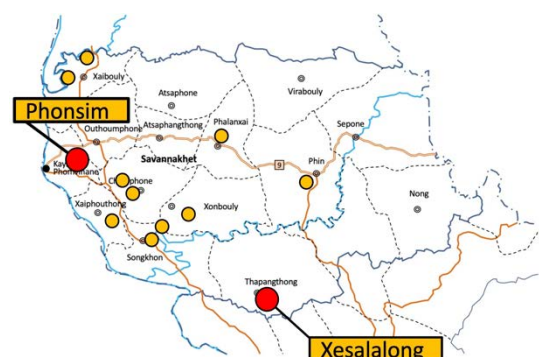 Xaibouly
Atsaphone
Virabouly
Phonsim
Outhoumphone
Atsaphangthong
Phalanxai
Sepone
Savannakhet
9
Phin
Xaiphouthong
Xonbouly
Nong
Songkhon
Thapangthong
Xesalalong